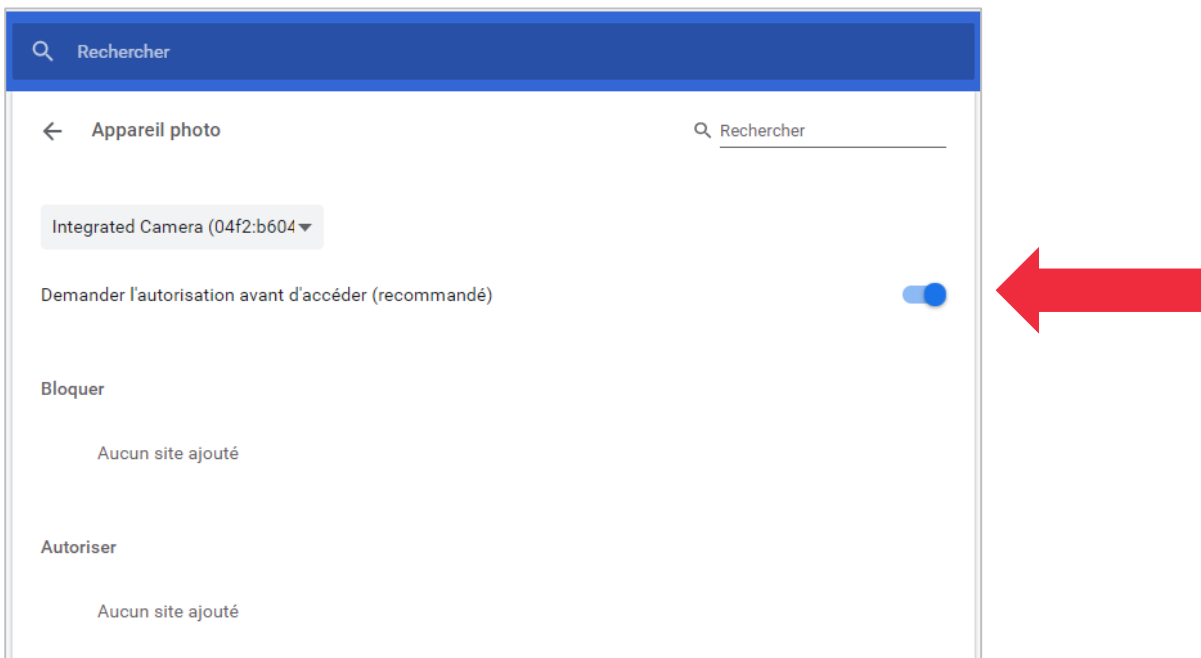 Rechercher
Appareil photo
Rechercher
Integrated Camera (04f2:b604
Demander l'autorisation avant d'accéder (recommandé)
Bloquer
Aucun site ajouté
Autoriser
Aucun site ajouté